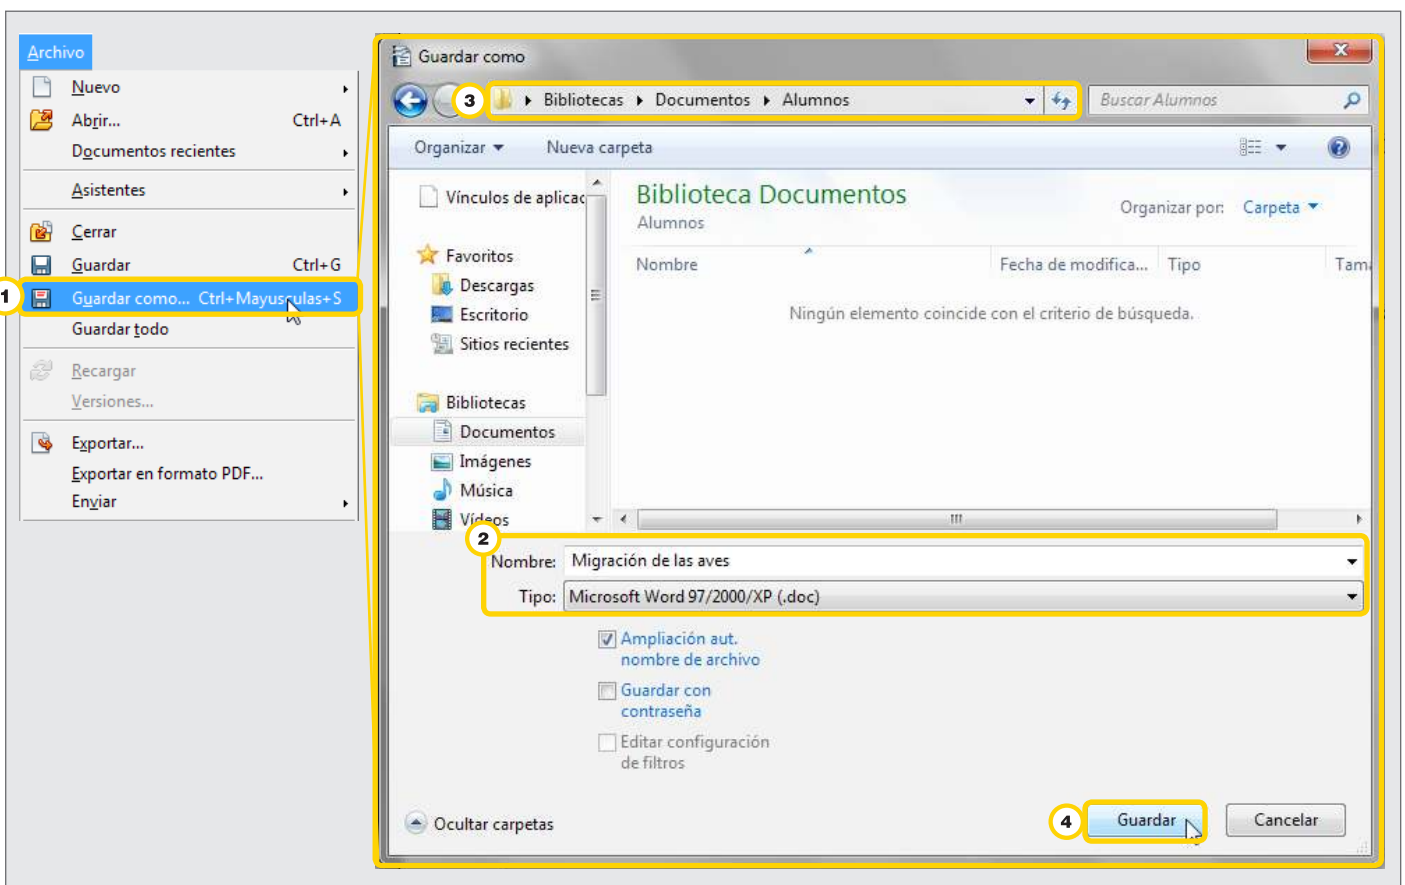 Archivo
Nuevo
Abrir... Ctrl+A
Documentos recientes
Asistentes
Cerrar
Guardar Ctrl+G
1
Guardar como... Ctrl+Mayusculas+S
Guardar todo
Recargar
Versiones...
Exportar...
Exportar en formato PDF...
Enviar
Guardar como
3
Bibliotecas Documentos Alumnos
Buscar Alumnos
Organizar Nueva carpeta
Vínculos de aplicac
Favoritos
Descargas
Escritorio
Sitios recientes
Bibliotecas
Documentos
Imágenes
Música
Vídeos
Biblioteca Documentos
Alumnos
Organizar por: Carpeta
Nombre Fecha de modifica... Tipo Tam
Ningún elemento coincide con el criterio de búsqueda.
2
Nombre: Migración de las aves
Tipo: Microsoft Word 97/2000/XP (.doc)
Ampliación aut.
nombre de archivo
Guardar con
contraseña
Editar configuración
de filtros
Ocultar carpetas
4
Guardar
Cancelar